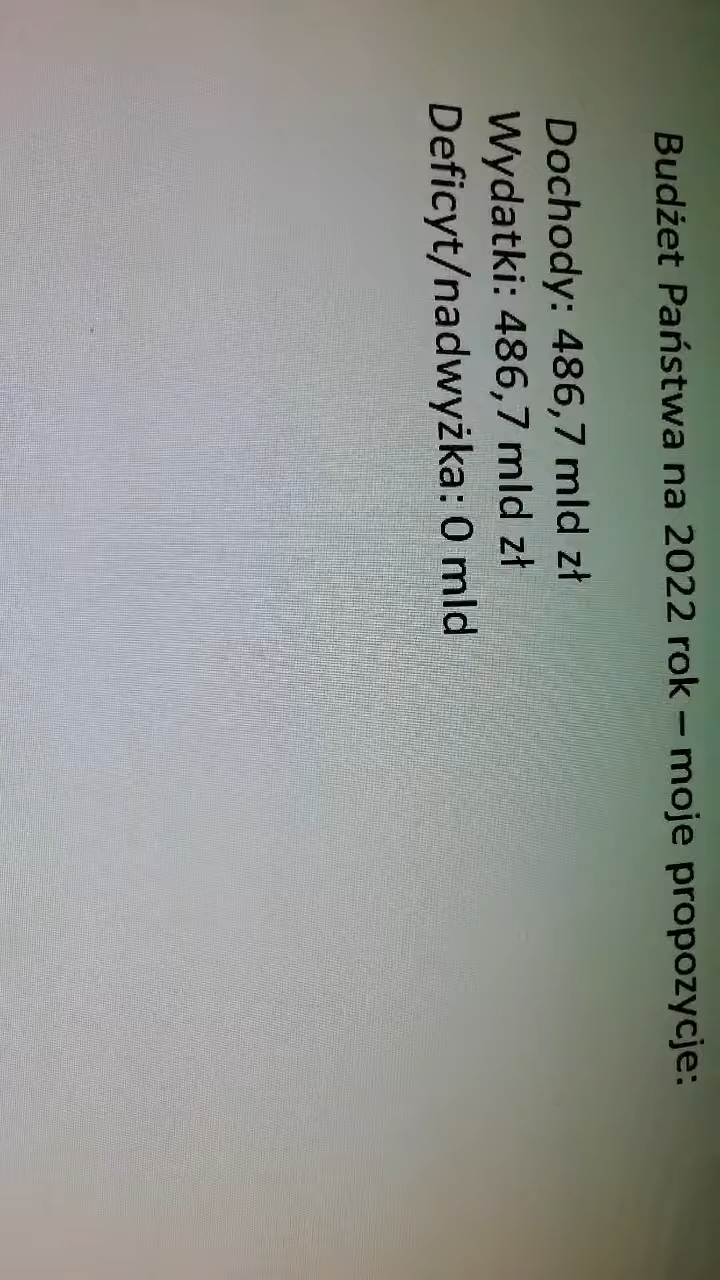 Budżet Państwa na 2022 rok – moje propozycje:
Dochody: 486,7 mld zł
Wydatki: 486,7 mld zł
Deficyt/nadwyżka: 0 mld